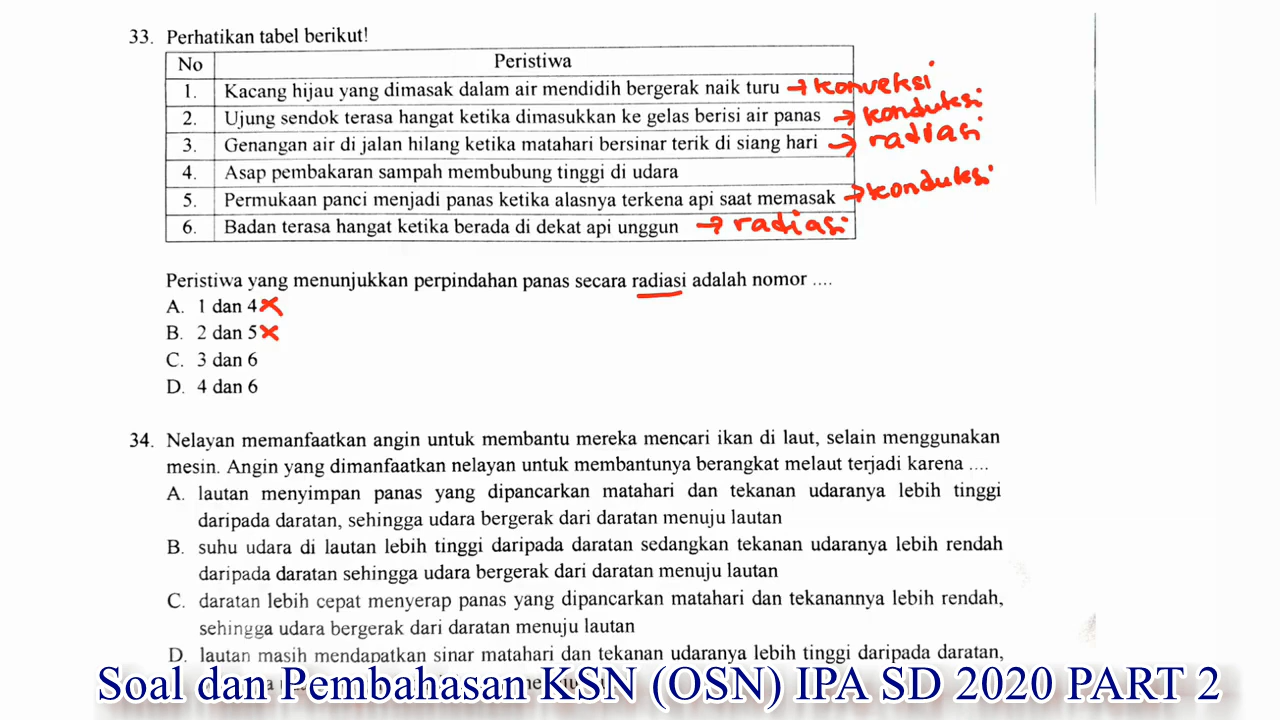 33. Perhatikan tabel berikut!
No Peristiwa
1. Kacang hijau yang dimasak dalam air mendidih bergerak naik turu → konveksi
2. Ujung sendok terasa hangat ketika dimasukkan ke gelas berisi air panas → konduksi
3. Genangan air di jalan hilang ketika matahari bersinar terik di siang hari → radiasi
4. Asap pembakaran sampah membubung tinggi di udara
5. Permukaan panci menjadi panas ketika alasnya terkena api saat memasak → konduksi
6. Badan terasa hangat ketika berada di dekat api unggun → radiasi
Peristiwa yang menunjukkan perpindahan panas secara radiasi adalah nomor ....
A. 1 dan 4 ×
B. 2 dan 5 ×
C. 3 dan 6
D. 4 dan 6
34. Nelayan memanfaatkan angin untuk membantu mereka mencari ikan di laut, selain menggunakan
mesin. Angin yang dimanfaatkan nelayan untuk membantunya berangkat melaut terjadi karena ....
A. lautan menyimpan panas yang dipancarkan matahari dan tekanan udaranya lebih tinggi
daripada daratan, sehingga udara bergerak dari daratan menuju lautan
B. suhu udara di lautan lebih tinggi daripada daratan sedangkan tekanan udaranya lebih rendah
daripada daratan sehingga udara bergerak dari daratan menuju lautan
C. daratan lebih cepat menyerap panas yang dipancarkan matahari dan tekanannya lebih rendah,
sehingga udara bergerak dari daratan menuju lautan
D. lautan masih mendapatkan sinar matahari dan tekanan udaranya lebih tinggi daripada daratan,
Soal dan Pembahasan KSN (OSN) IPA SD 2020 PART 2